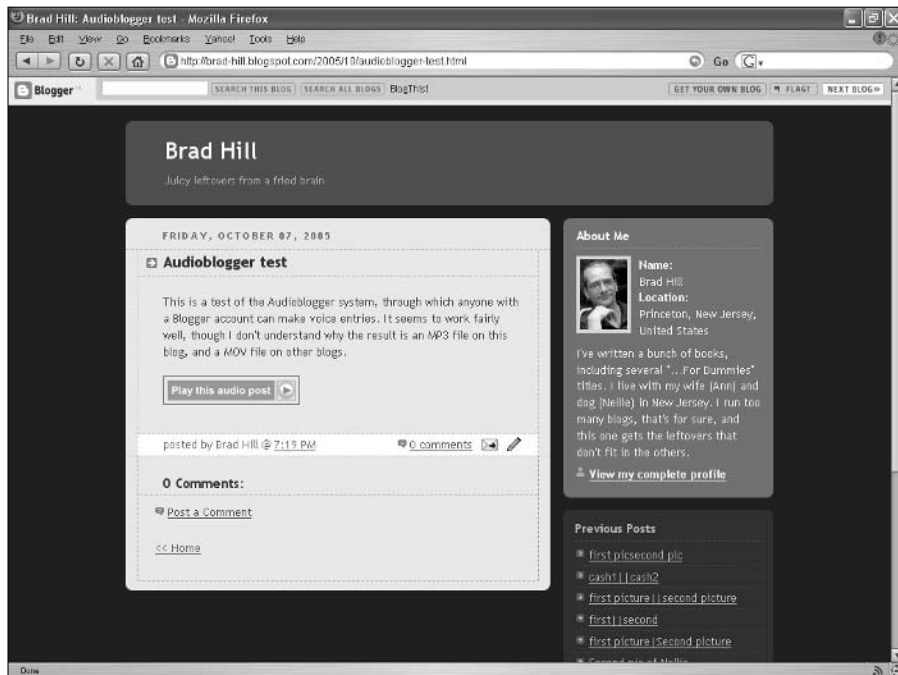 Brad Hill: Audioblogger test - Mozilla Firefox
File Edit View Go Bookmarks Yahoo! Tools Help
http://brad-hill.blogspot.com/2005/10/audioblogger-test.html
Go
Blogger
SEARCH THIS BLOG SEARCH ALL BLOGS BlogThis!
GET YOUR OWN BLOG FLAG? NEXT BLOG»
Brad Hill
Juicy leftovers from a fried brain
FRIDAY, OCTOBER 07, 2005
Audioblogger test
This is a test of the Audioblogger system, through which anyone with
a Blogger account can make voice entries. It seems to work fairly
well, though I don't understand why the result is an MP3 file on this
blog, and a MOV file on other blogs.
Play this audio post
posted by Brad Hill @ 7:19 PM
0 comments
0 Comments:
Post a Comment
<< Home
About Me
Name:
Brad Hill
Location:
Princeton, New Jersey,
United States
I've written a bunch of books,
including several "...For Dummies"
titles. I live with my wife (Ann) and
dog (Nellie) in New Jersey. I run too
many blogs, that's for sure, and
this one gets the leftovers that
don't fit in the others.
View my complete profile
Previous Posts
first picsecond pic
cash1||cash2
first picture||second picture
first||second
first picture|Second picture
Second pic of Nellie
Done